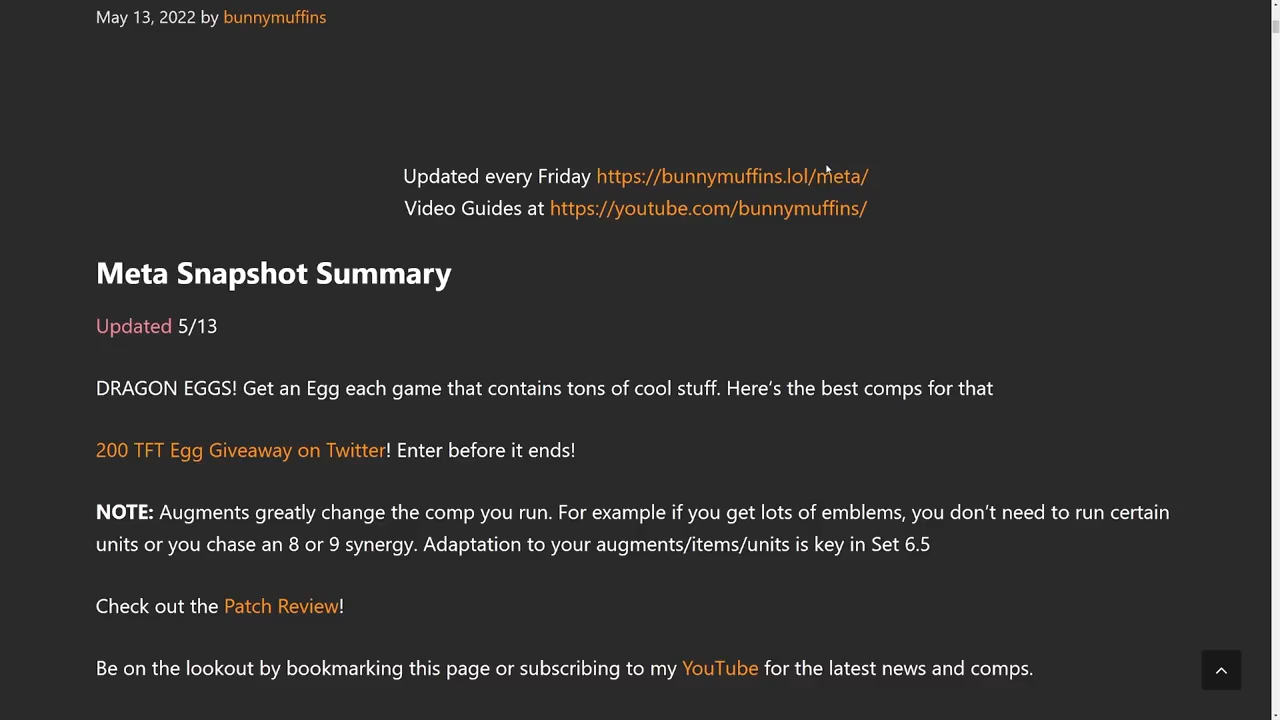 May 13, 2022 by bunnymuffins
Updated every Friday https://bunnymuffins.lol/meta/
Video Guides at https://youtube.com/bunnymuffins/
Meta Snapshot Summary
Updated 5/13
DRAGON EGGS! Get an Egg each game that contains tons of cool stuff. Here’s the best comps for that
200 TFT Egg Giveaway on Twitter! Enter before it ends!
NOTE: Augments greatly change the comp you run. For example if you get lots of emblems, you don’t need to run certain
units or you chase an 8 or 9 synergy. Adaptation to your augments/items/units is key in Set 6.5
Check out the Patch Review!
Be on the lookout by bookmarking this page or subscribing to my YouTube for the latest news and comps.